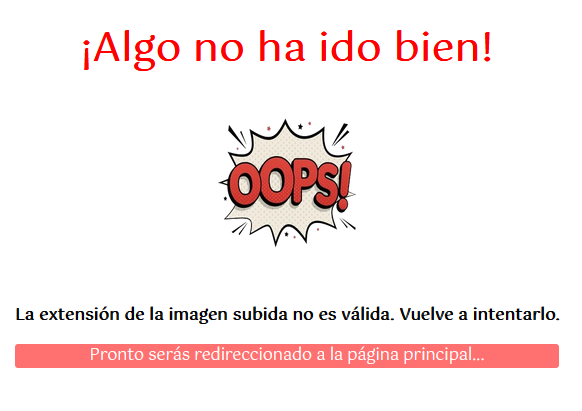 ¡Algo no ha ido bien!
OOPS!
La extensión de la imagen subida no es válida. Vuelve a intentarlo.
Pronto serás redireccionado a la página principal...